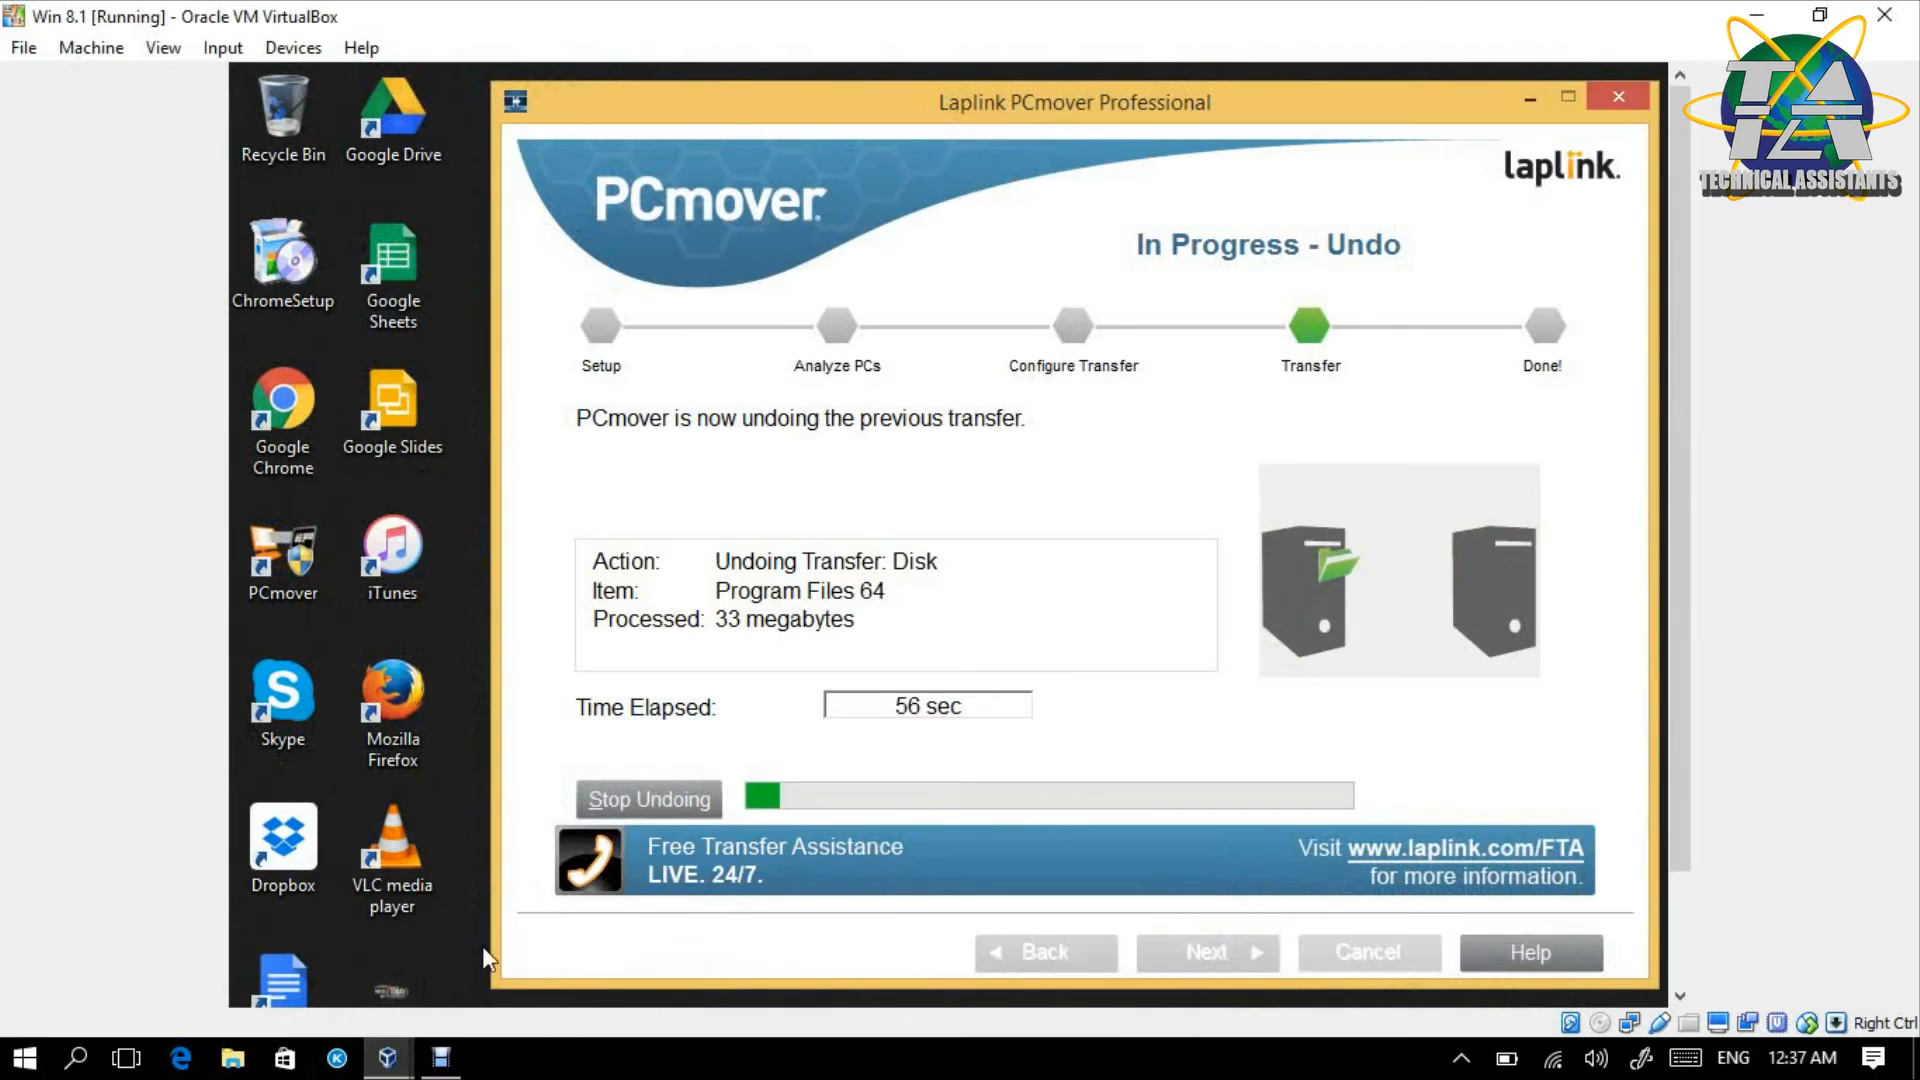 Win 8.1 [Running] - Oracle VM VirtualBox
File Machine View Input Devices Help
Recycle Bin
Google Drive
ChromeSetup
Google
Sheets
Google
Chrome
Google Slides
PCmover
iTunes
Skype
Mozilla
Firefox
Dropbox
VLC media
player
Laplink PCmover Professional
PCmover
laplink.
In Progress - Undo
Setup
Analyze PCs
Configure Transfer
Transfer
Done!
PCmover is now undoing the previous transfer.
Action: Undoing Transfer: Disk
Item: Program Files 64
Processed: 33 megabytes
Time Elapsed: 56 sec
Stop Undoing
Free Transfer Assistance
LIVE. 24/7.
Visit www.laplink.com/FTA
for more information.
Back
Next
Cancel
Help
Right Ctrl
ENG
12:37 AM
TECHNICAL ASSISTANTS